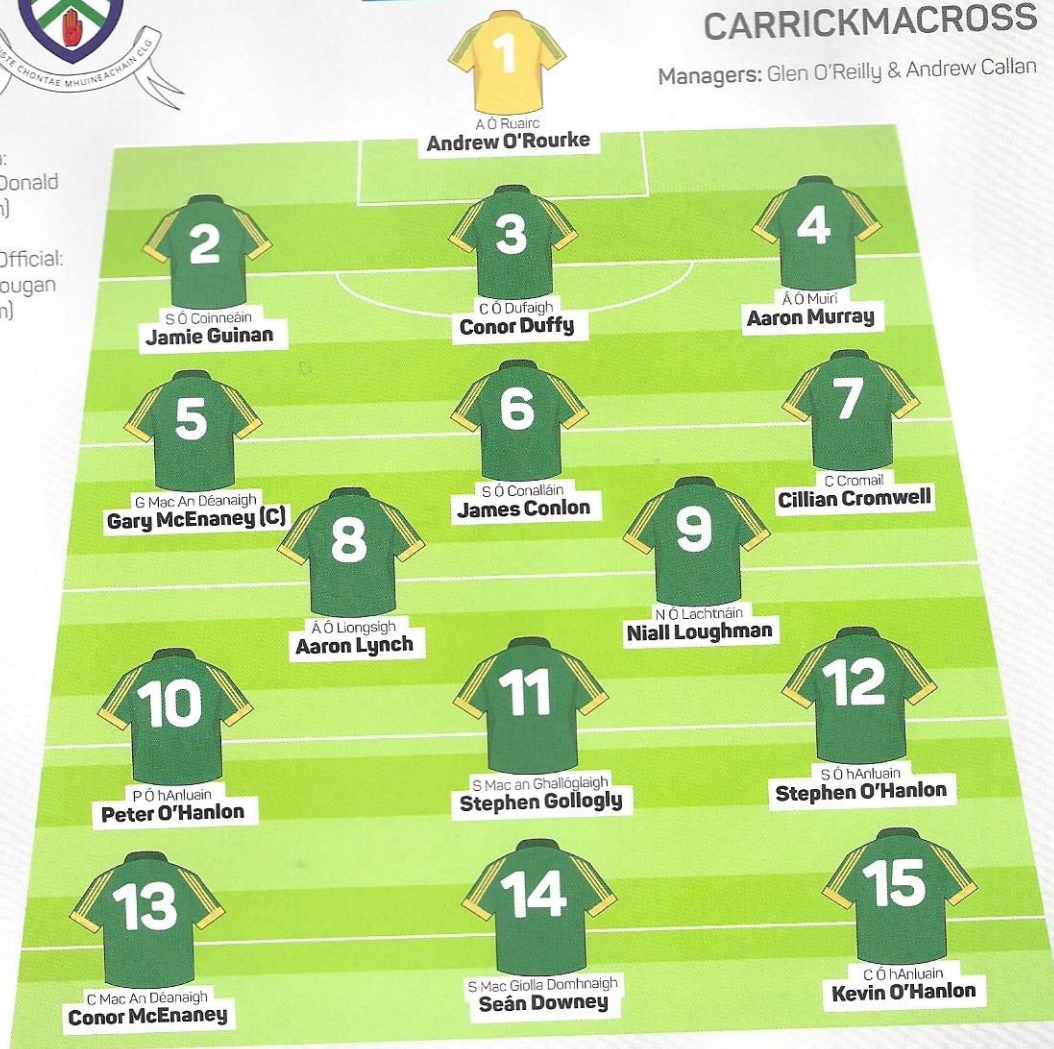 CARRICKMACROSS
Managers: Glen O'Reilly & Andrew Callan
CHONTAE MHUINEACHÁIN CLG
Donald
Official:
ougan
1
A Ó Ruairc
Andrew O'Rourke
2
S Ó Coinneáin
Jamie Guinan
3
C Ó Dufaigh
Conor Duffy
4
Á Ó Muirí
Aaron Murray
5
G Mac An Déanaigh
Gary McEnaney (C)
6
S Ó Conalláin
James Conlon
7
C Cromail
Cillian Cromwell
8
Á Ó Liongsigh
Aaron Lynch
9
N Ó Lachtnáin
Niall Loughman
10
P Ó hAnluain
Peter O'Hanlon
11
S Mac an Ghallóglaigh
Stephen Gollogly
12
S Ó hAnluain
Stephen O'Hanlon
13
C Mac An Déanaigh
Conor McEnaney
14
S Mac Giolla Domhnaigh
Seán Downey
15
C Ó hAnluain
Kevin O'Hanlon